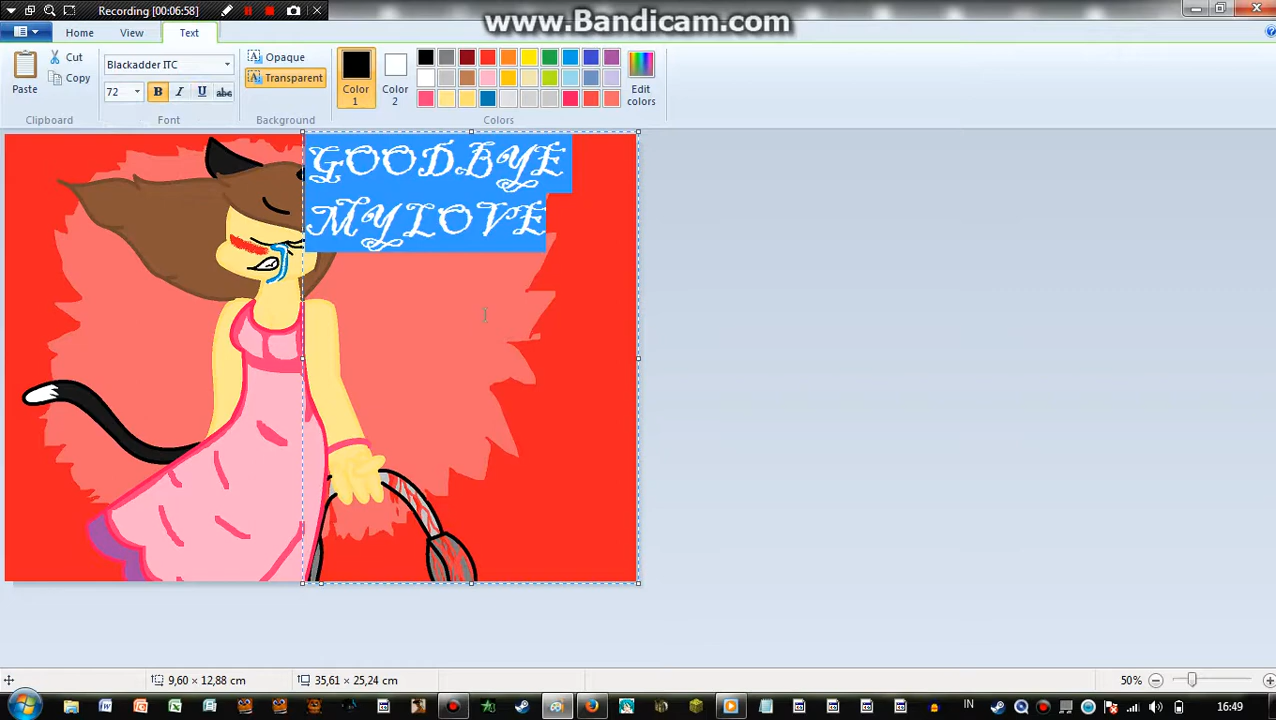 Recording [00:06:58]
www.Bandicam.com
Home View Text
Paste
Cut
Copy
Clipboard
Blackadder ITC
72 B I U abc
Font
Opaque
Transparent
Background
Color 1
Color 2
Edit colors
Colors
GOODBYE
MY LOVE
9,60 × 12,88 cm
35,61 × 25,24 cm
50%
IN
16:49